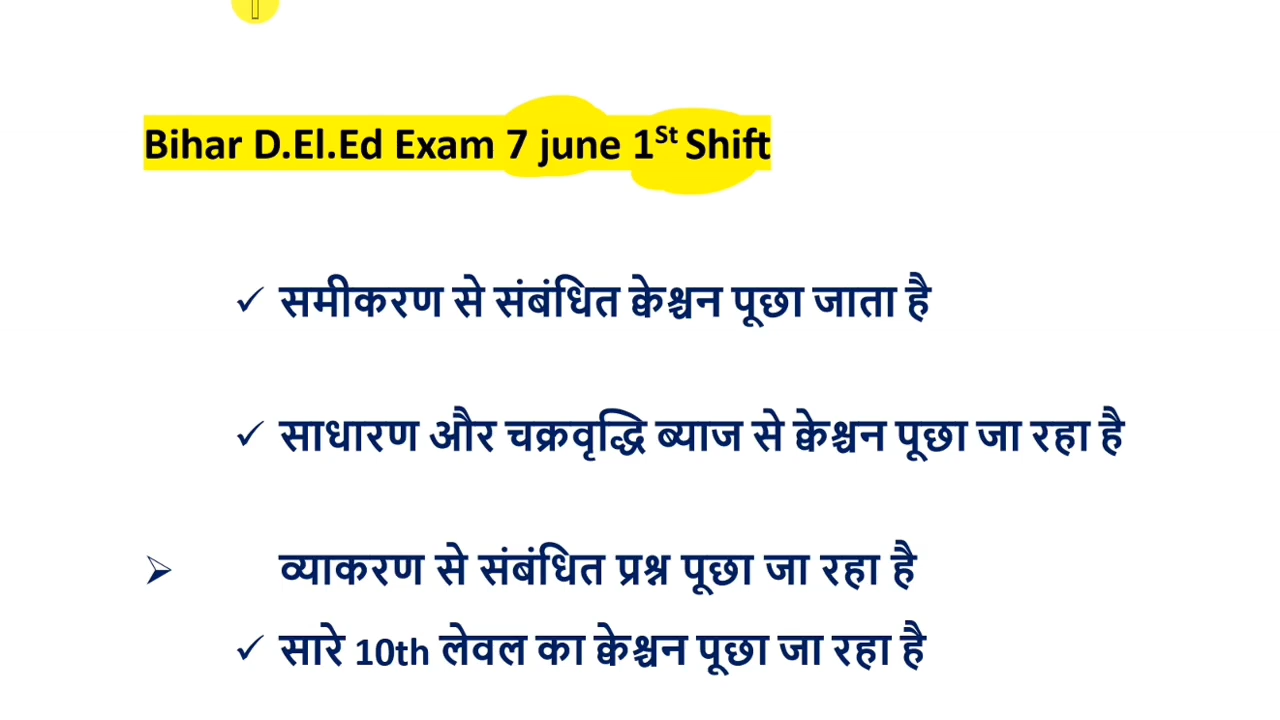 Bihar D.El.Ed Exam 7 june 1St Shift
✓ समीकरण से संबंधित क्वेश्चन पूछा जाता है
✓ साधारण और चक्रवृद्धि ब्याज से क्वेश्चन पूछा जा रहा है
➢ व्याकरण से संबंधित प्रश्न पूछा जा रहा है
✓ सारे 10th लेवल का क्वेश्चन पूछा जा रहा है